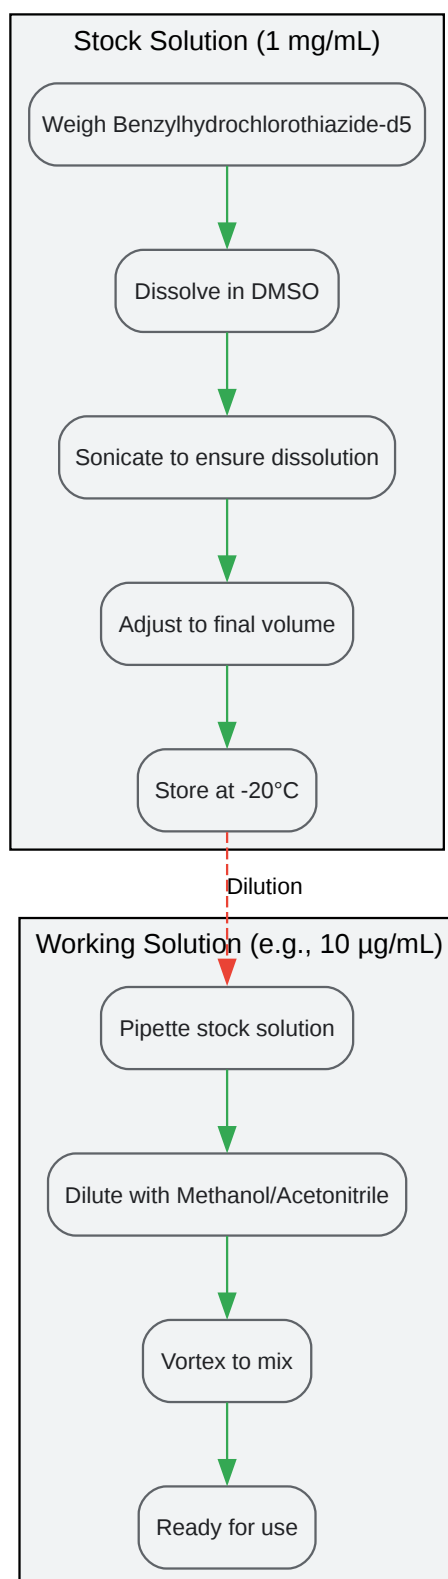 Stock Solution (1 mg/mL)
Weigh Benzylhydrochlorothiazide-d5
Dissolve in DMSO
Sonicate to ensure dissolution
Adjust to final volume
Store at -20°C
Dilution
Working Solution (e.g., 10 µg/mL)
Pipette stock solution
Dilute with Methanol/Acetonitrile
Vortex to mix
Ready for use